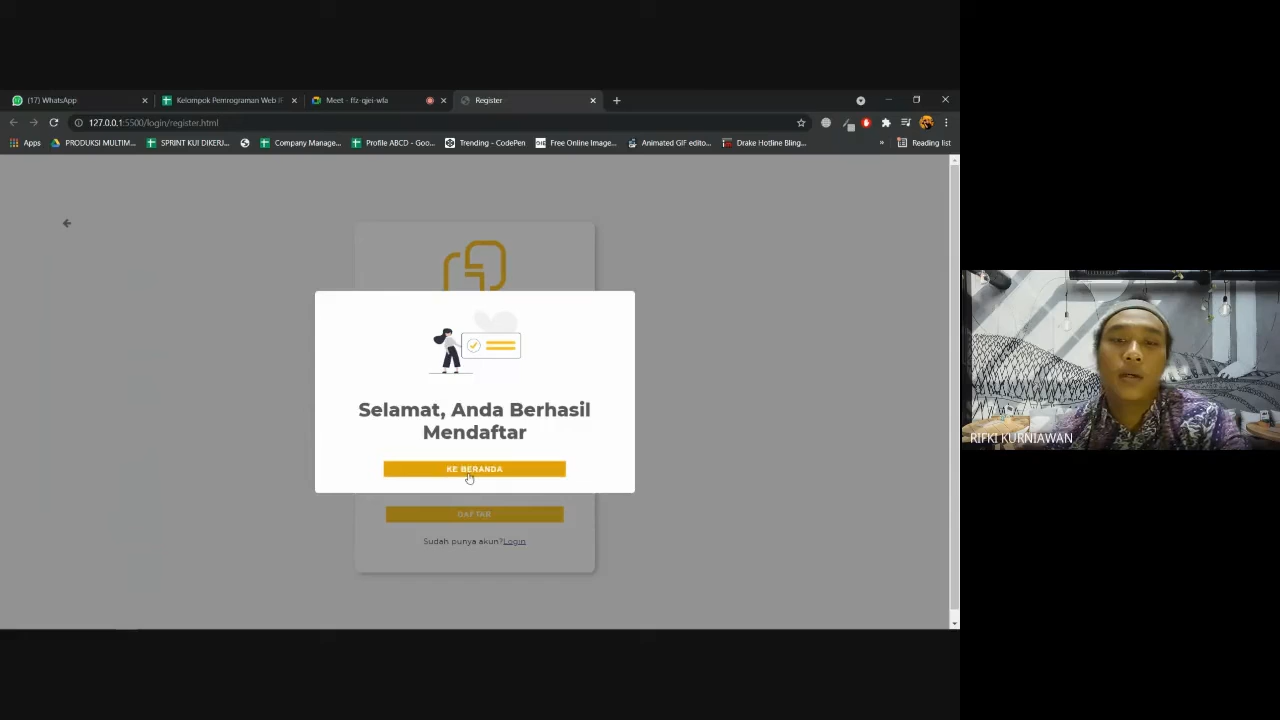 (17) WhatsApp
Kelompok Pemrograman Web
Meet - ffz-qjei-wfa
Register
127.0.0.1:5500/login/register.html
Apps
PRODUKSI MULTIM...
SPRINT KUI DIKERJ...
Company Manage...
Profile ABCD - Goo...
Trending - CodePen
Free Online Image...
Animated GIF edito...
Drake Hotline Bling...
»
Reading list
Selamat, Anda Berhasil
Mendaftar
KE BERANDA
DAFTAR
Sudah punya akun?Login
RIFKI KURNIAWAN